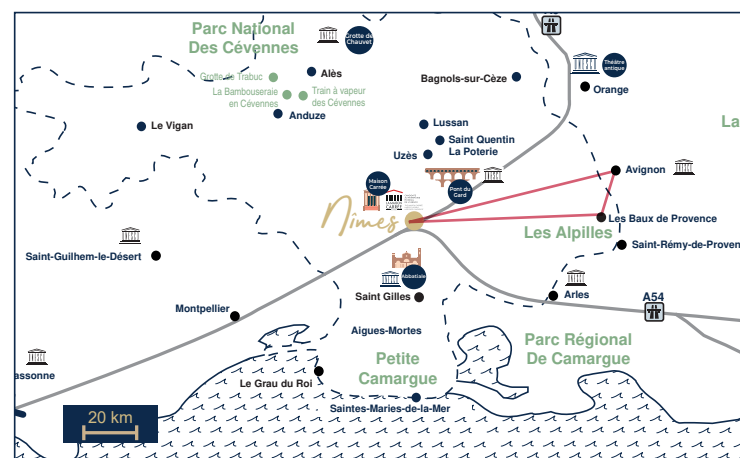 Parc National
Des Cévennes
Grotte de
Chauvet
Théâtre
antique
Orange
Grotte de Trabuc
Alès
Bagnols-sur-Cèze
La Bambouseraie
en Cévennes
Train à vapeur
des Cévennes
Anduze
Le Vigan
Lussan
La
Saint Quentin
La Poterie
Uzès
Avignon
Maison
Carrée
Pont du
Gard
Nîmes
Les Baux de Provence
Les Alpilles
Saint-Rémy-de-Proven
Saint-Guilhem-le-Désert
Abbatiale
Saint Gilles
Arles
A54
Montpellier
Aigues-Mortes
Parc Régional
De Camargue
Petite
Camargue
assonne
Le Grau du Roi
Saintes-Maries-de-la-Mer
20 km